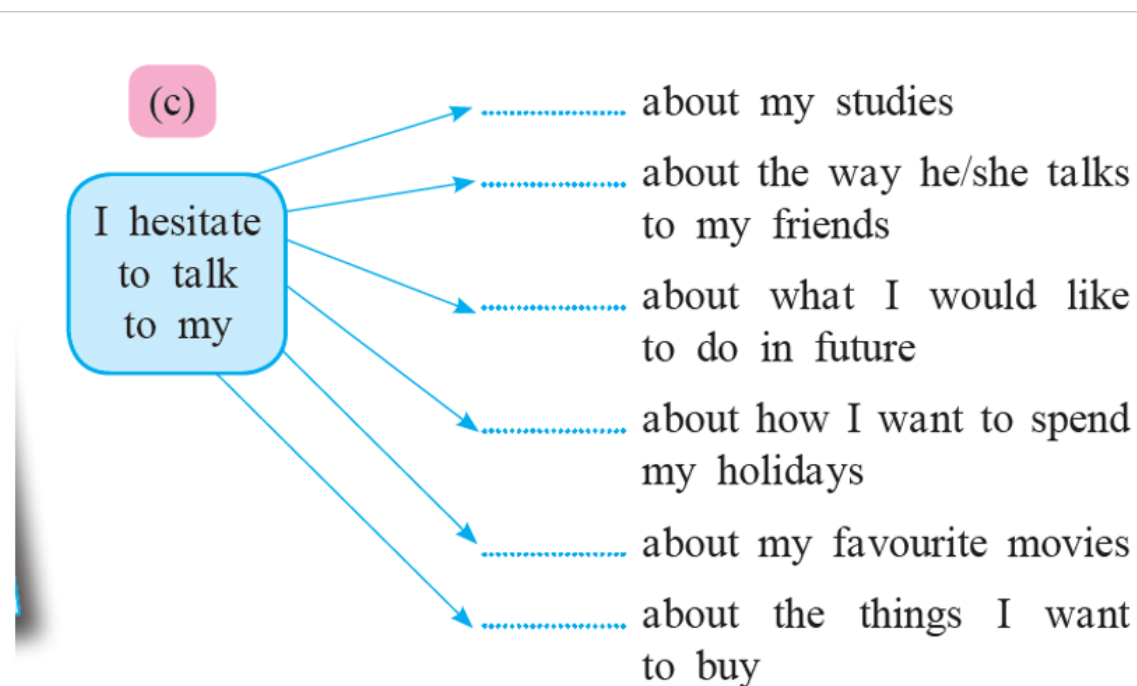 (c)
I hesitate
to talk
to my
.................. about my studies
.................. about the way he/she talks
to my friends
.................. about what I would like
to do in future
.................. about how I want to spend
my holidays
.................. about my favourite movies
.................. about the things I want
to buy